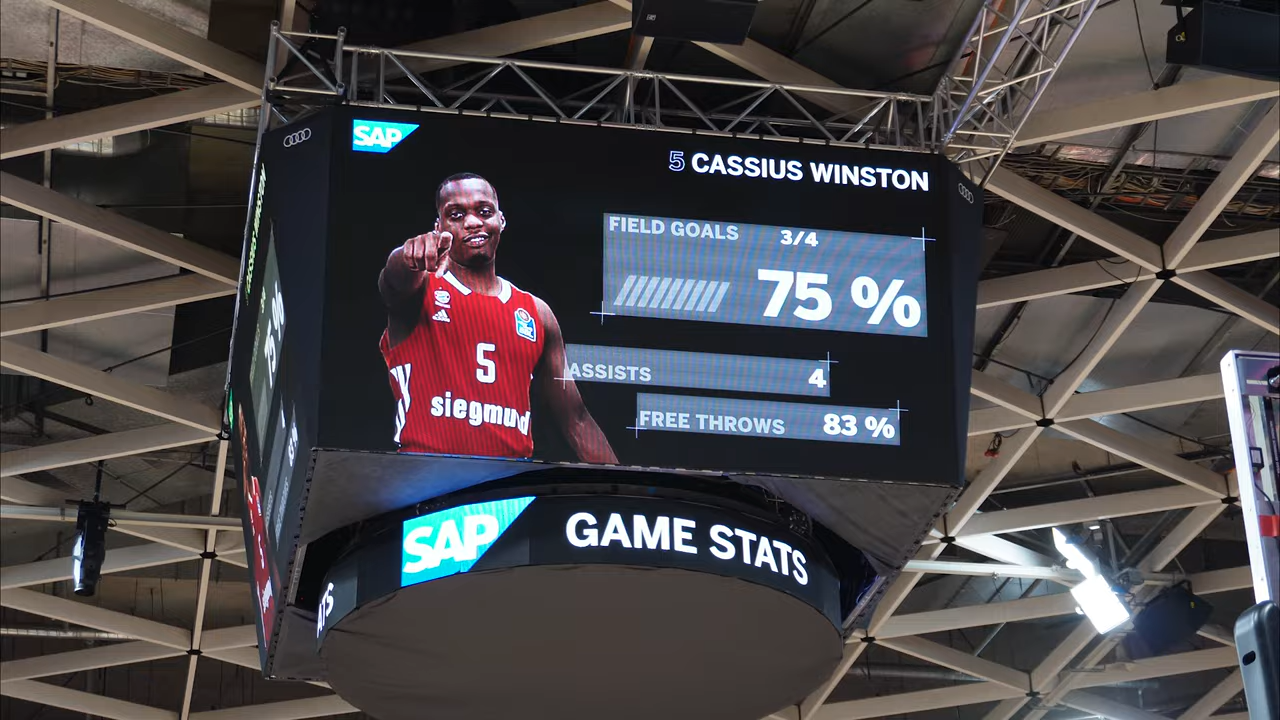 SAP
5 CASSIUS WINSTON
FIELD GOALS 3/4
75 %
ASSISTS 4
FREE THROWS 83 %
5
siegmund
75 %
SAP
GAME STATS